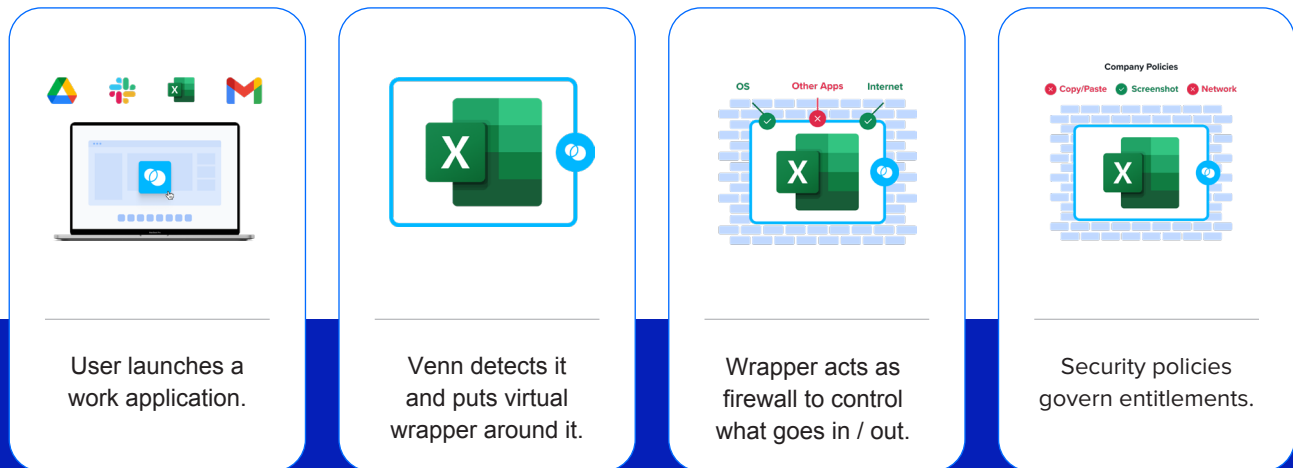 User launches a
work application.
Venn detects it
and puts virtual
wrapper around it.
OS Other Apps Internet
Wrapper acts as
firewall to control
what goes in / out.
Company Policies
Copy/Paste Screenshot Network
Security policies
govern entitlements.
X
X
X
X